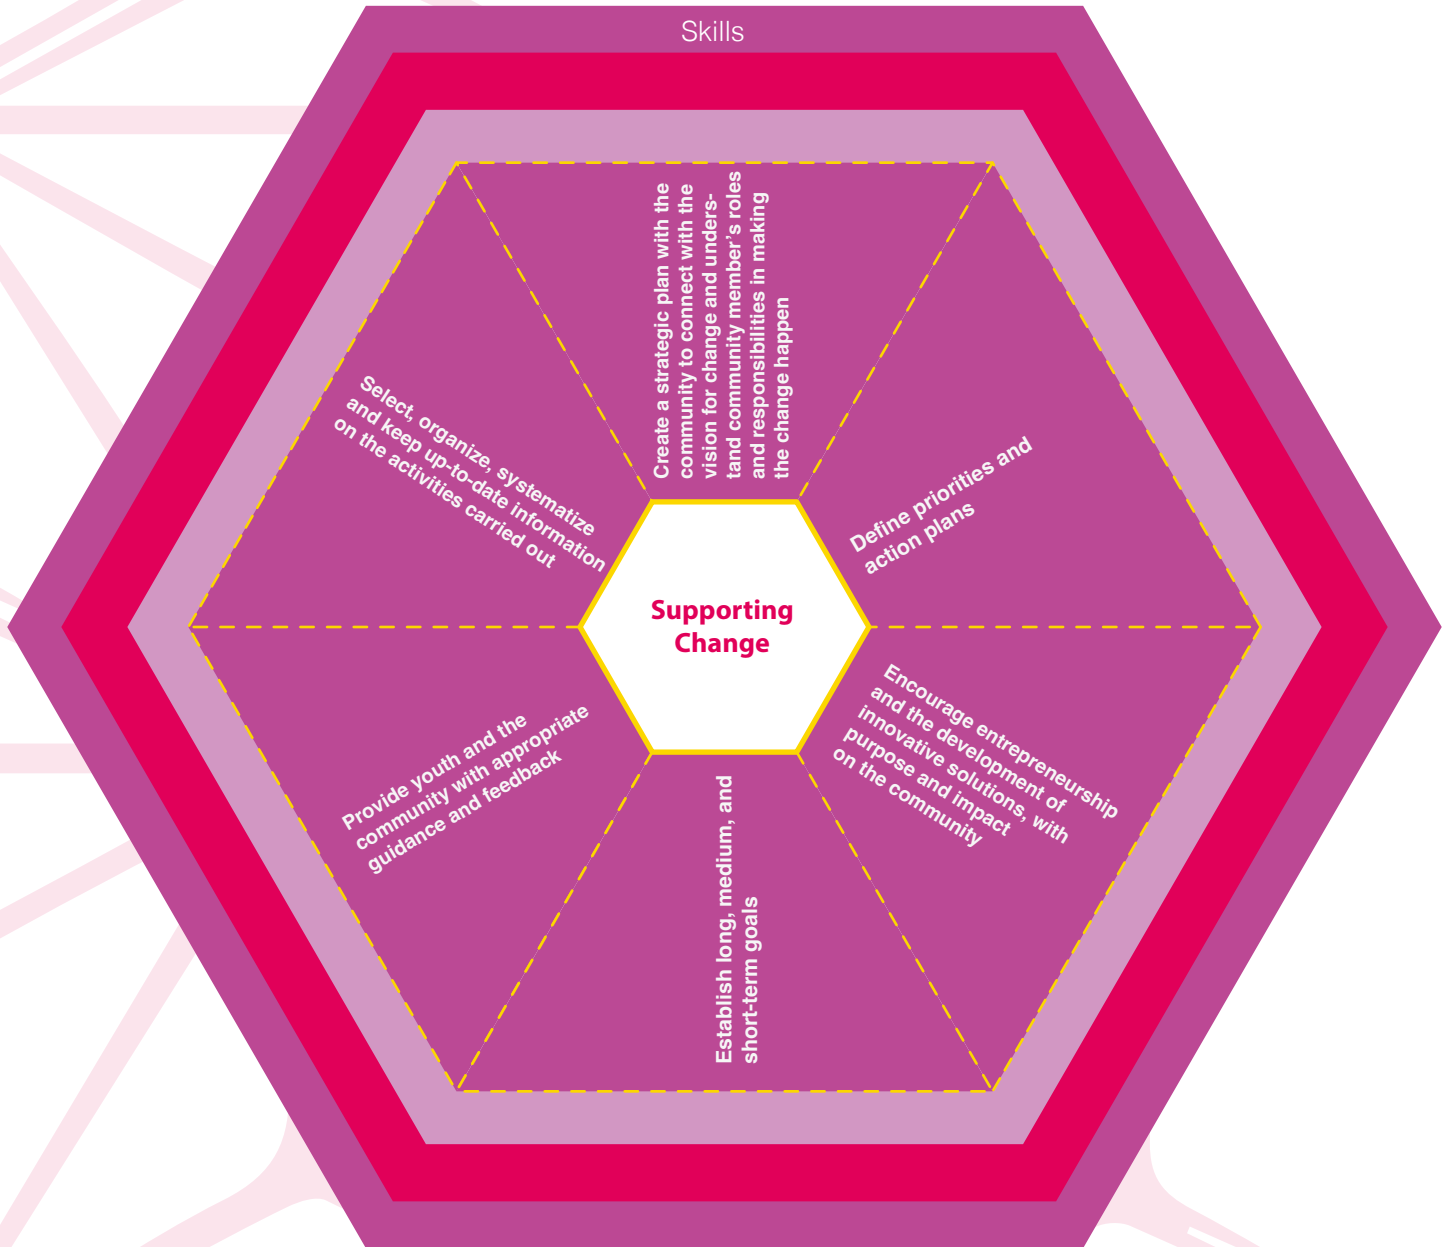 Skills
Create a strategic plan with the
community to connect with the
vision for change and unders-
tand community member's roles
and responsibilities in making
the change happen
Define priorities and
action plans
Encourage entrepreneurship
and the development of
innovative solutions, with
purpose and impact
on the community
Establish long, medium, and
short-term goals
Provide youth and the
community with appropriate
guidance and feedback
Select, organize, systematize
and keep up-to-date information
on the activities carried out
Supporting
Change